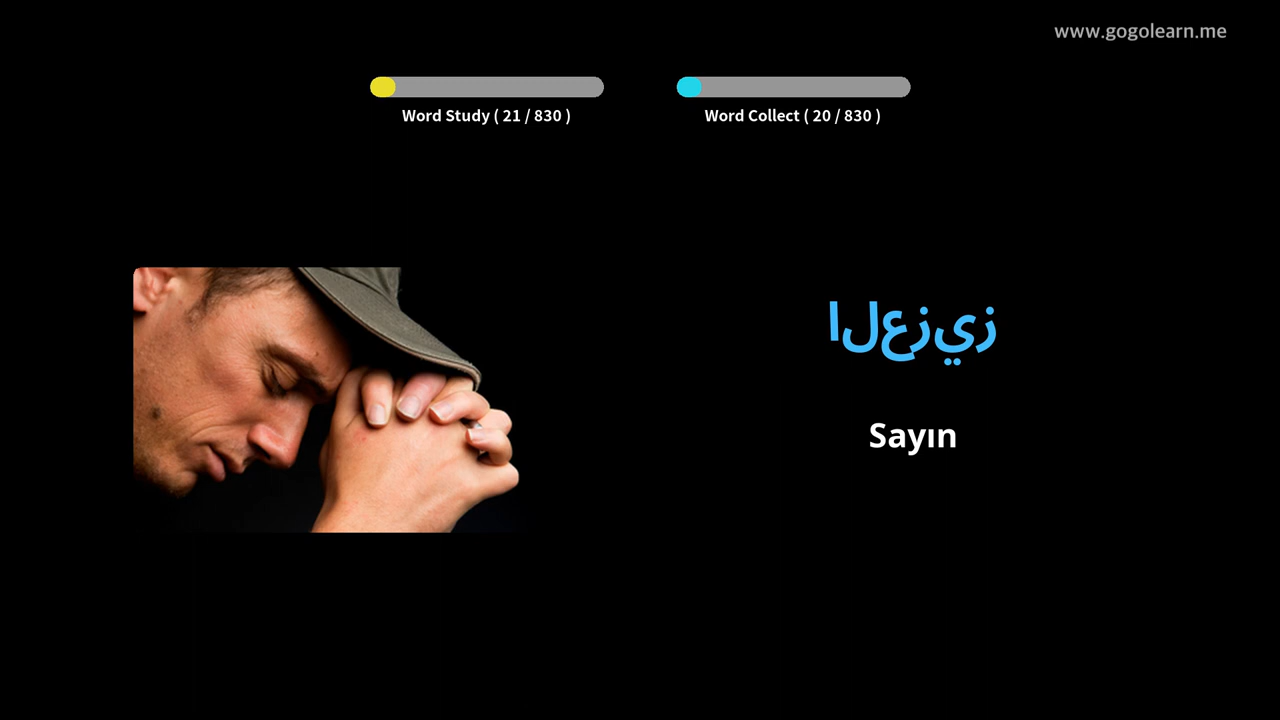 www.gogolearn.me
Word Study ( 21 / 830 )
Word Collect ( 20 / 830 )
العزيز
Sayın